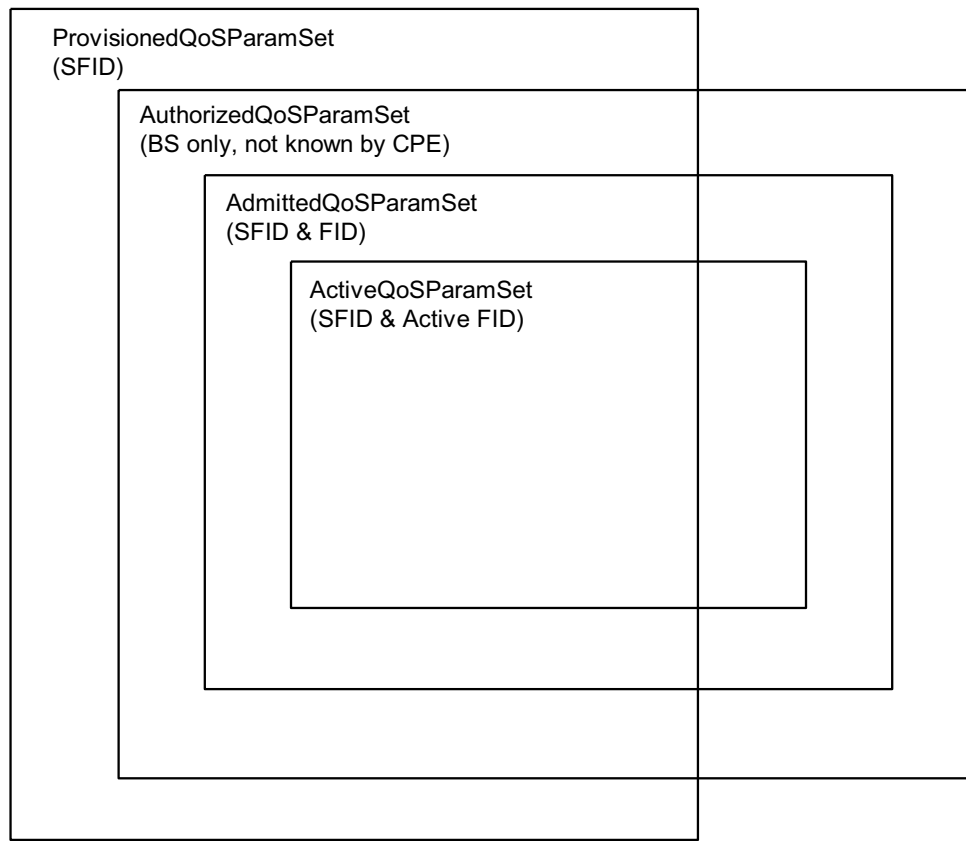 ProvisionedQoSParamSet
(SFID)
AuthorizedQoSParamSet
(BS only, not known by CPE)
AdmittedQoSParamSet
(SFID & FID)
ActiveQoSParamSet
(SFID & Active FID)